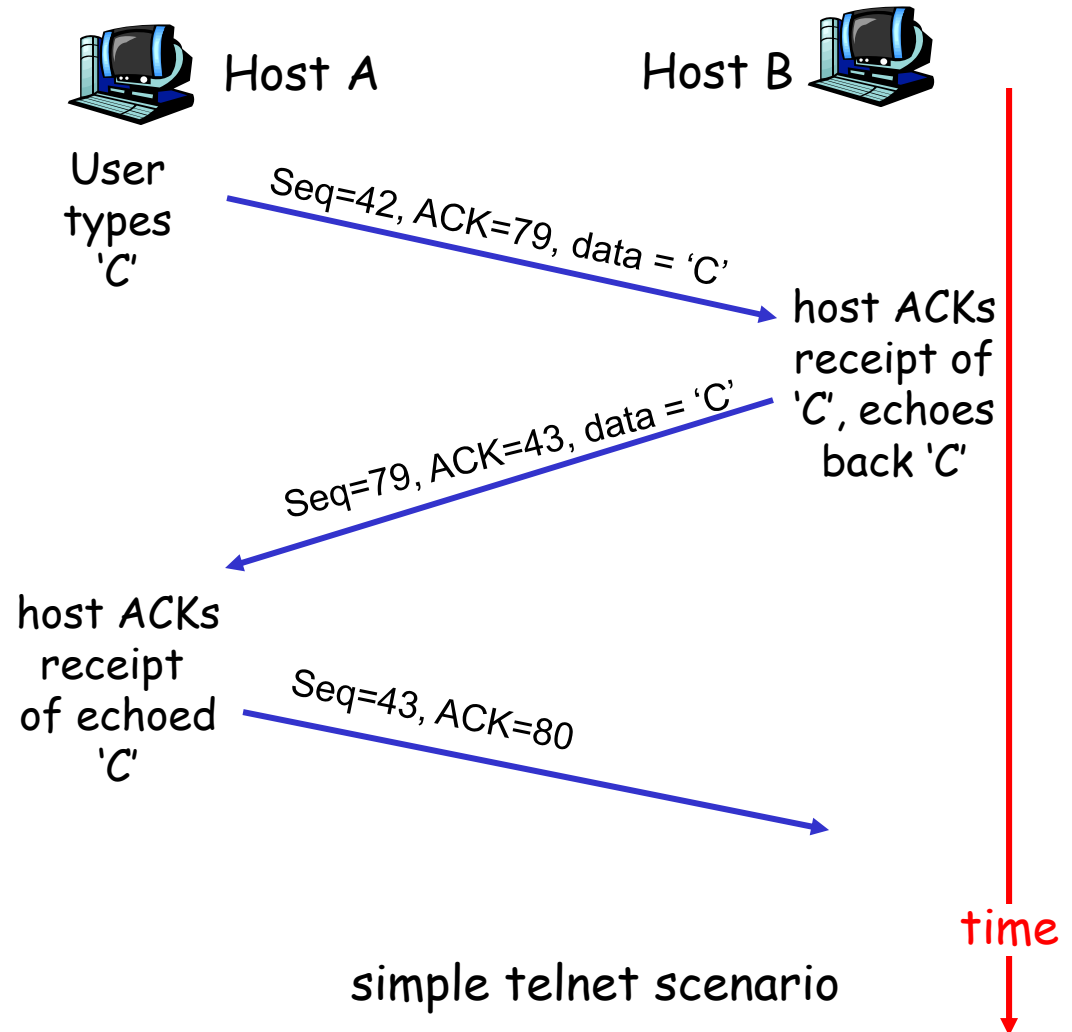 Host A
Host B
User
types
‘C’
Seq=42, ACK=79, data = ‘C’
host ACKs
receipt of
‘C’, echoes
back ‘C’
Seq=79, ACK=43, data = ‘C’
host ACKs
receipt
of echoed
‘C’
Seq=43, ACK=80
time
simple telnet scenario